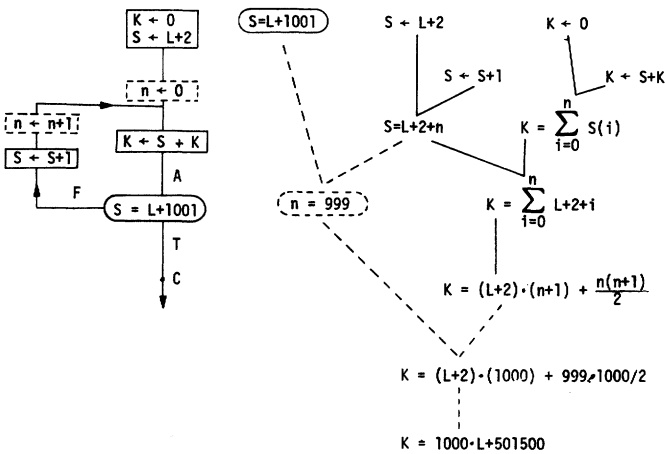 K ← 0
S ← L+2
n ← 0
n ← n+1
K ← S + K
S ← S+1
A
F
S = L+1001
T
C
S=L+1001
S ← L+2
K ← 0
S ← S+1
K ← S+K
S=L+2+n
K = n ∑ i=0 S(i)
n = 999
K = n ∑ i=0 L+2+i
K = (L+2)·(n+1) + n(n+1)/2
K = (L+2)·(1000) + 999·1000/2
K = 1000·L+501500